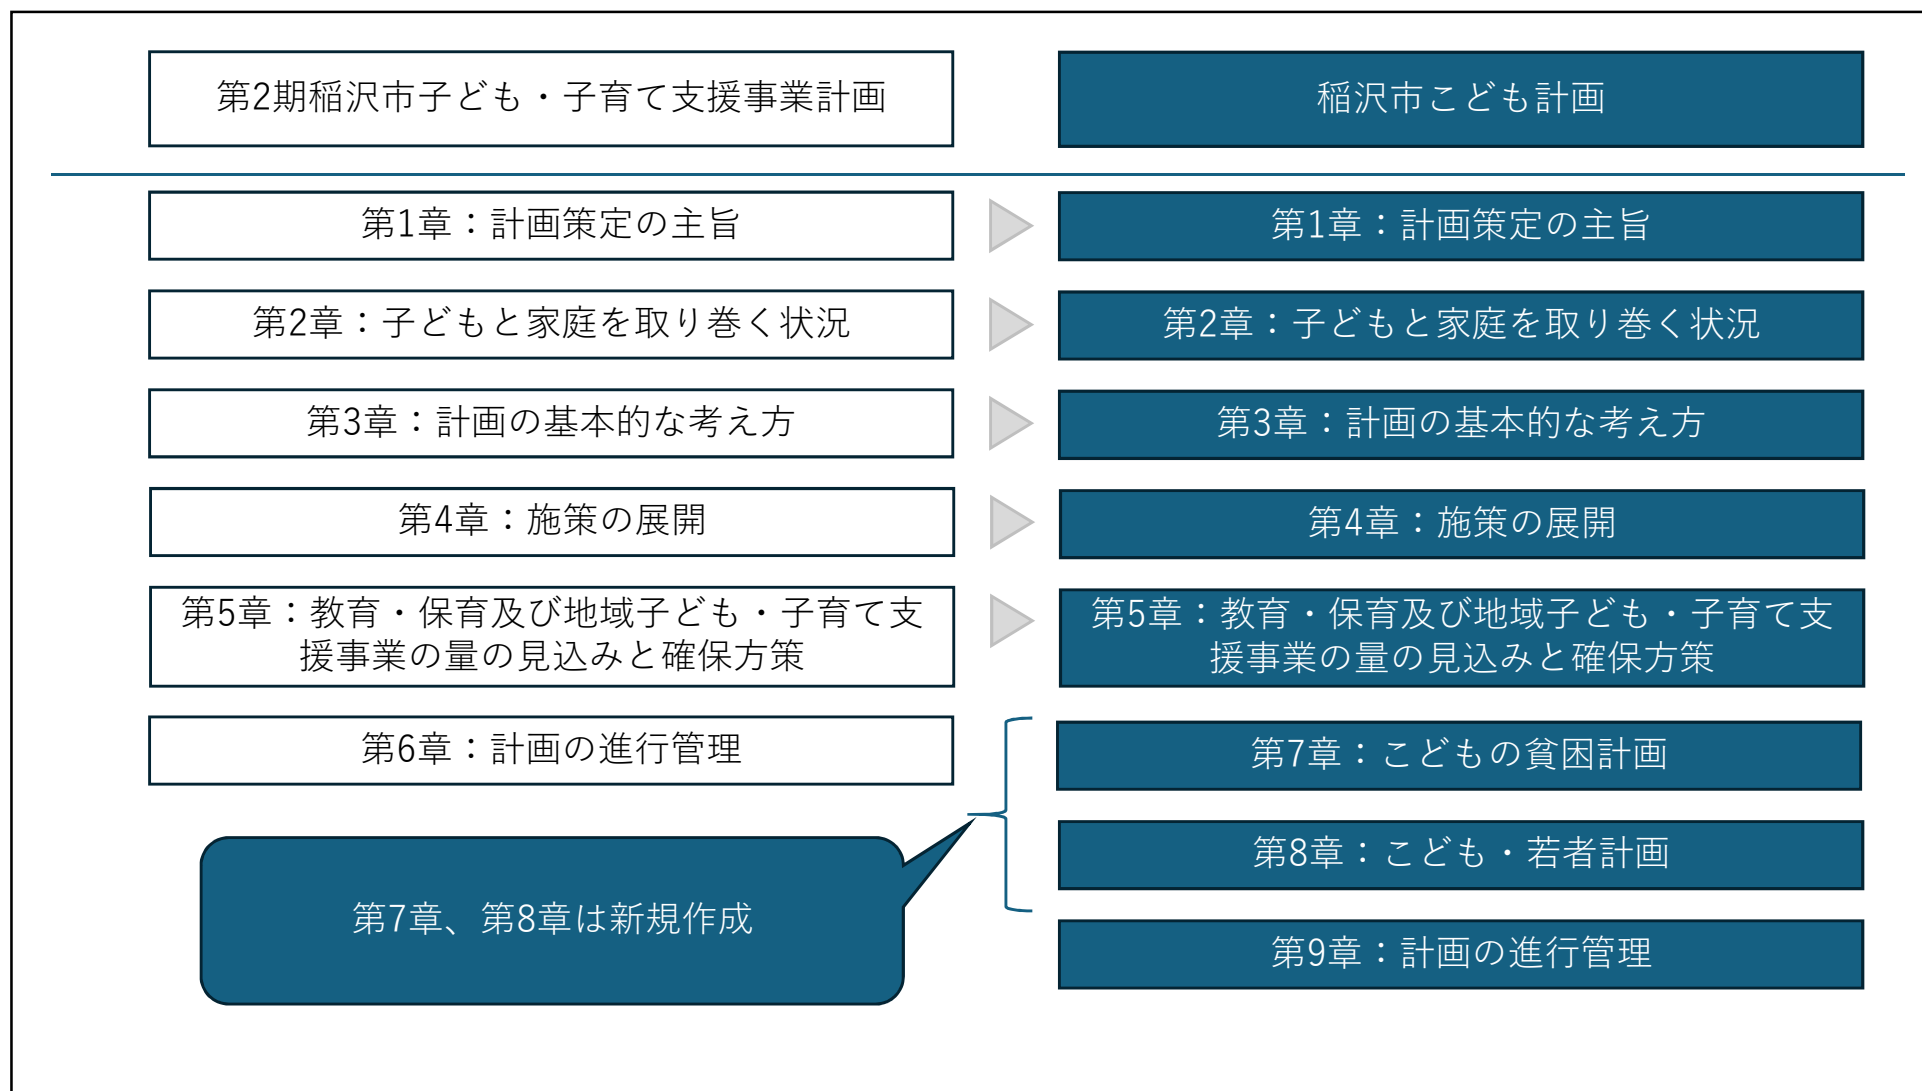 第2期稲沢市子ども・子育て支援事業計画
稲沢市こども計画
第1章：計画策定の主旨
第1章：計画策定の主旨
第2章：子どもと家庭を取り巻く状況
第2章：子どもと家庭を取り巻く状況
第3章：計画の基本的な考え方
第3章：計画の基本的な考え方
第4章：施策の展開
第4章：施策の展開
第5章：教育・保育及び地域子ども・子育て支
援事業の量の見込みと確保方策
第5章：教育・保育及び地域子ども・子育て支
援事業の量の見込みと確保方策
第6章：計画の進行管理
第7章：こどもの貧困計画
第8章：こども・若者計画
第7章、第8章は新規作成
第9章：計画の進行管理